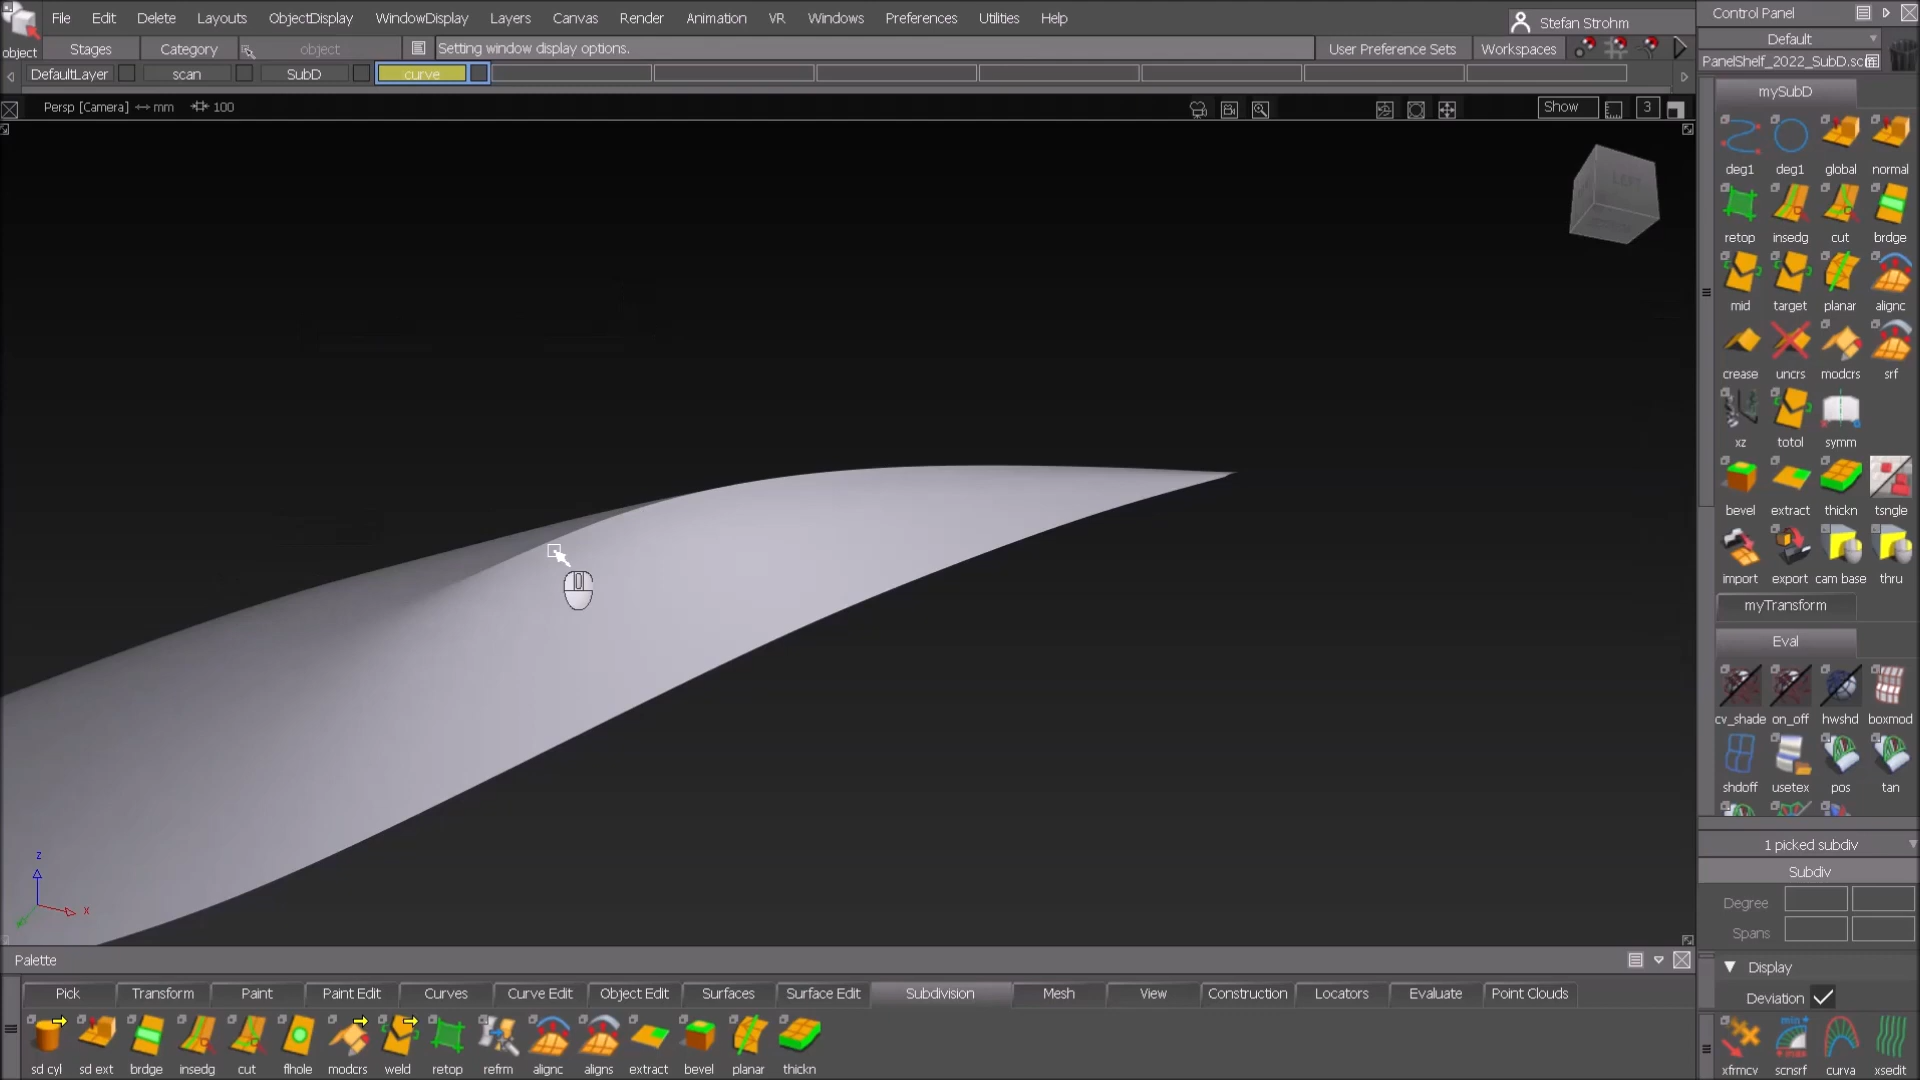 File Edit Delete Layouts ObjectDisplay WindowDisplay Layers Canvas Render Animation VR Windows Preferences Utilities Help
Stefan Strohm
Control Panel
object
Stages Category object Setting window display options. User Preference Sets Workspaces
Default
DefaultLayer scan SubD curve
PanelShelf_2022_SubD.sc
Persp [Camera] mm 100
Show 3
mySubD
deg1 deg1 global normal
retop insedg cut brdge
mid target planar alignc
crease uncrs modcrs srf
xz totol symm
bevel extract thickn tsngle
import export cam base thru
myTransform
Eval
cv_shade on_off hwshd boxmod
shdoff usetex pos tan
LEFT
1 picked subdiv
Subdiv
Degree
Spans
Display
Deviation
xfrmcv scnsrf curva xsedit
z
x
Palette
Pick Transform Paint Paint Edit Curves Curve Edit Object Edit Surfaces Surface Edit Subdivision Mesh View Construction Locators Evaluate Point Clouds
sd cyl sd ext brdge insedg cut flhole modcrs weld retop refrm alignc aligns extract bevel planar thickn